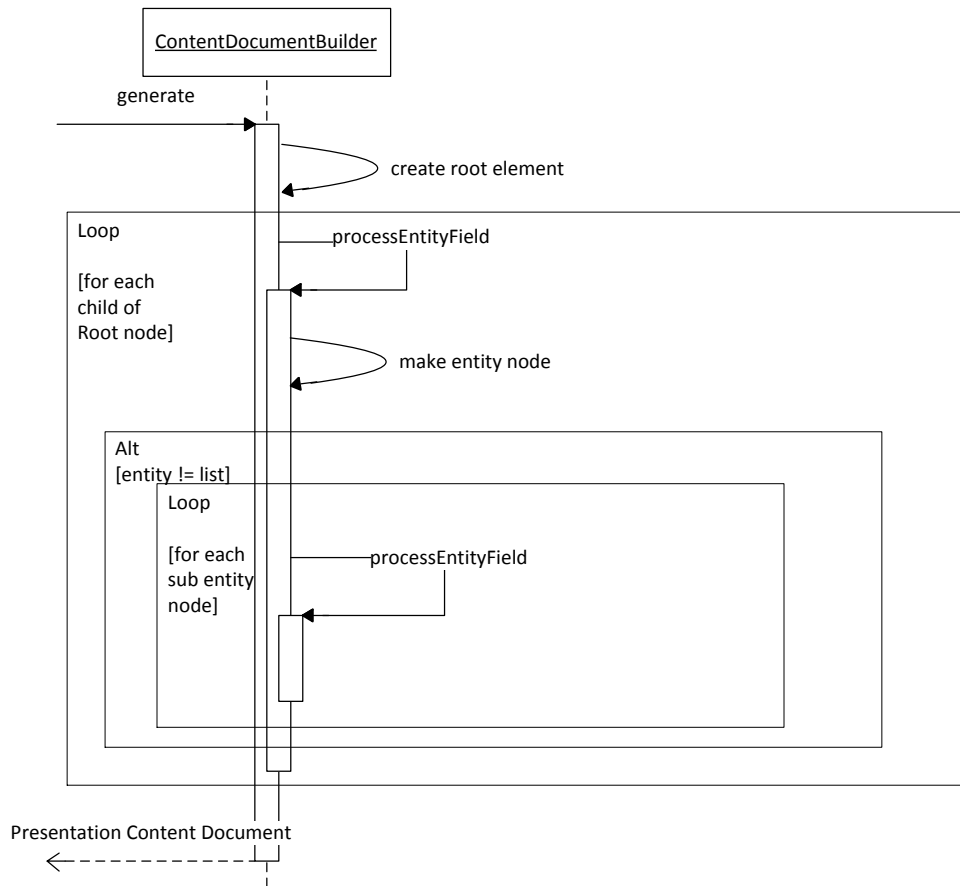 ContentDocumentBuilder
generate
create root element
Loop
processEntityField
[for each
child of
Root node]
make entity node
Alt
[entity != list]
Loop
[for each
sub entity
node]
processEntityField
Presentation Content Document